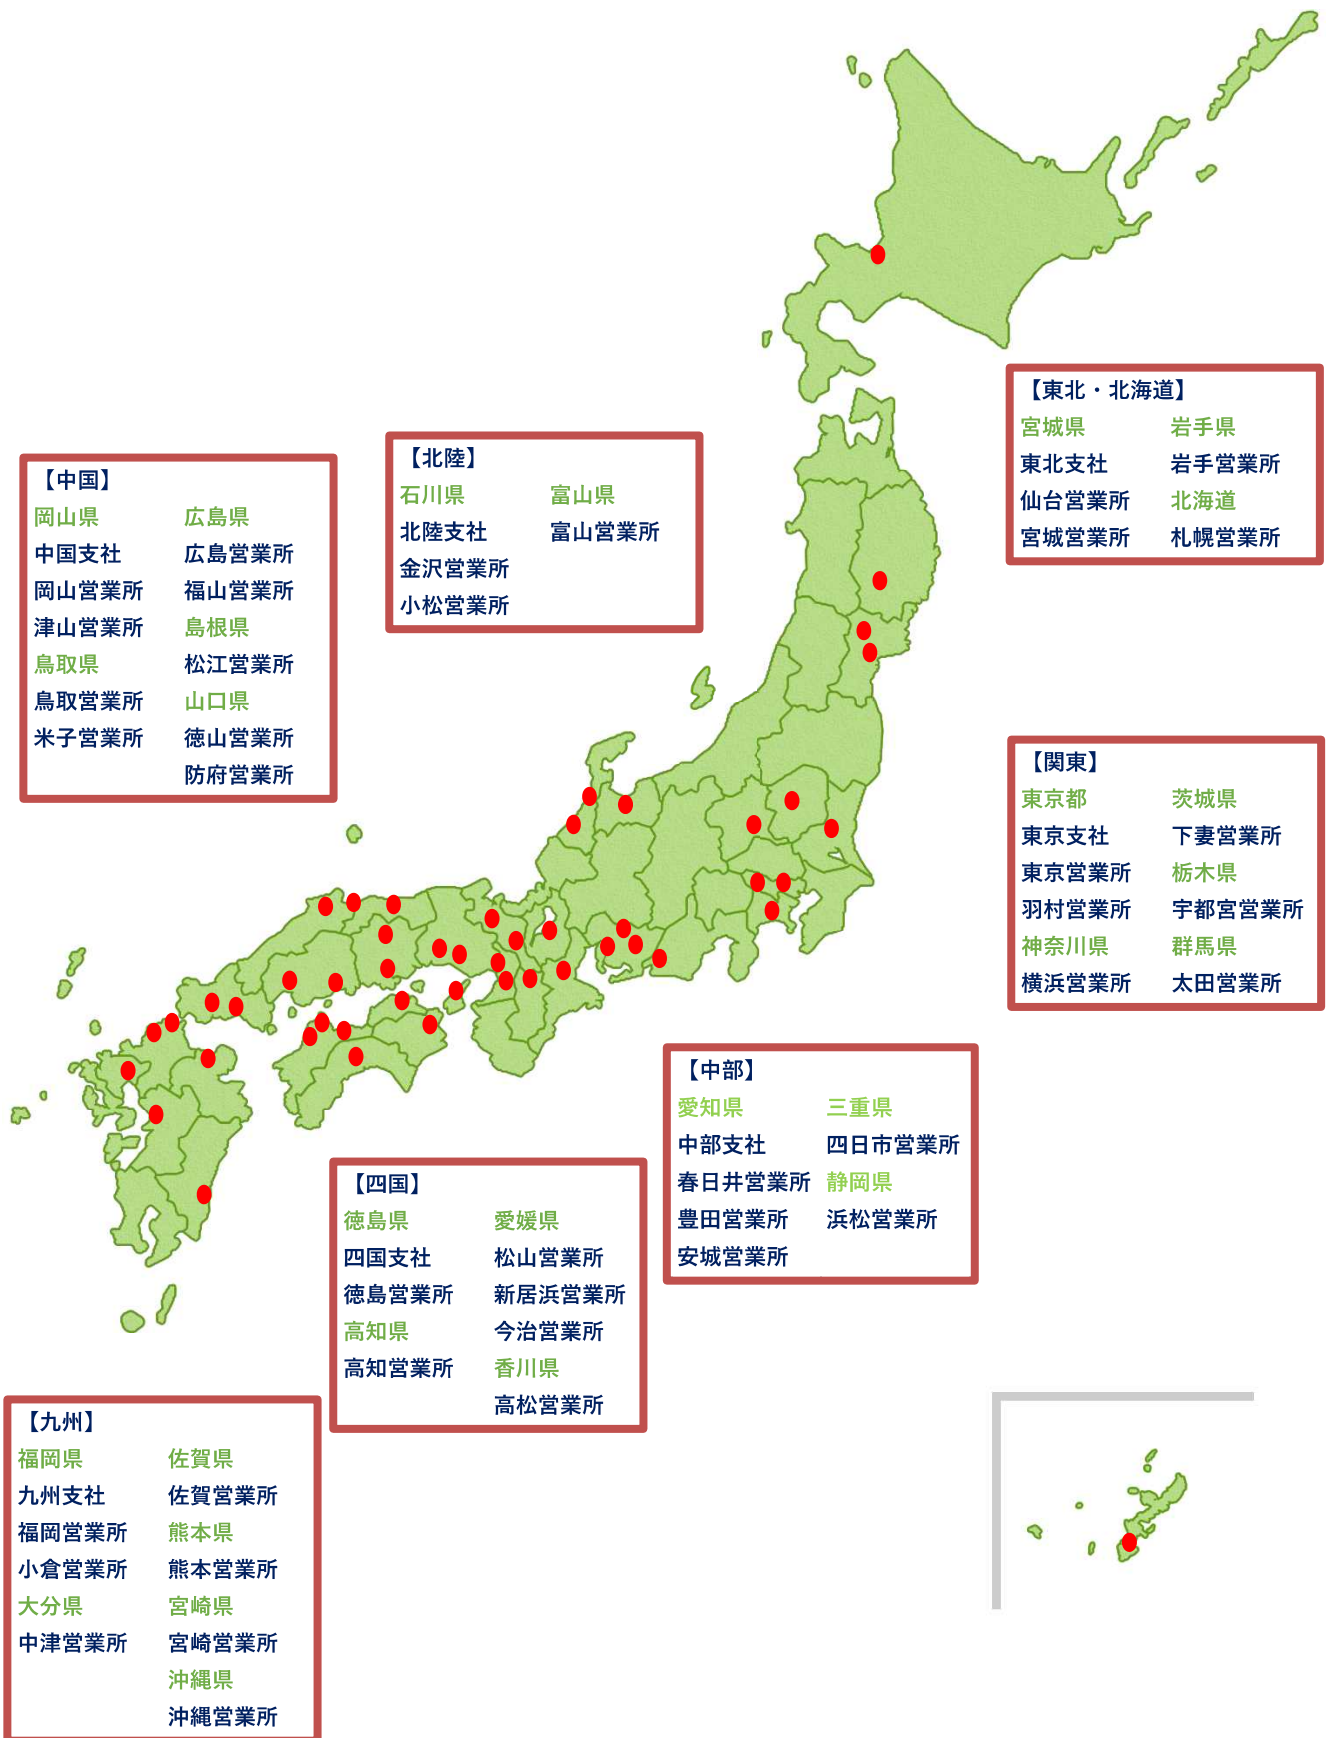 【東北・北海道】
宮城県 岩手県
東北支社 岩手営業所
仙台営業所 北海道
宮城営業所 札幌営業所
【北陸】
石川県 富山県
北陸支社 富山営業所
金沢営業所
小松営業所
【中国】
岡山県 広島県
中国支社 広島営業所
岡山営業所 福山営業所
津山営業所 島根県
鳥取県 松江営業所
鳥取営業所 山口県
米子営業所 徳山営業所
防府営業所
【関東】
東京都 茨城県
東京支社 下妻営業所
東京営業所 栃木県
羽村営業所 宇都宮営業所
神奈川県 群馬県
横浜営業所 太田営業所
【中部】
愛知県 三重県
中部支社 四日市営業所
春日井営業所 静岡県
豊田営業所 浜松営業所
安城営業所
【四国】
徳島県 愛媛県
四国支社 松山営業所
徳島営業所 新居浜営業所
高知県 今治営業所
高知営業所 香川県
高松営業所
【九州】
福岡県 佐賀県
九州支社 佐賀営業所
福岡営業所 熊本県
小倉営業所 熊本営業所
大分県 宮崎県
中津営業所 宮崎営業所
沖縄県
沖縄営業所